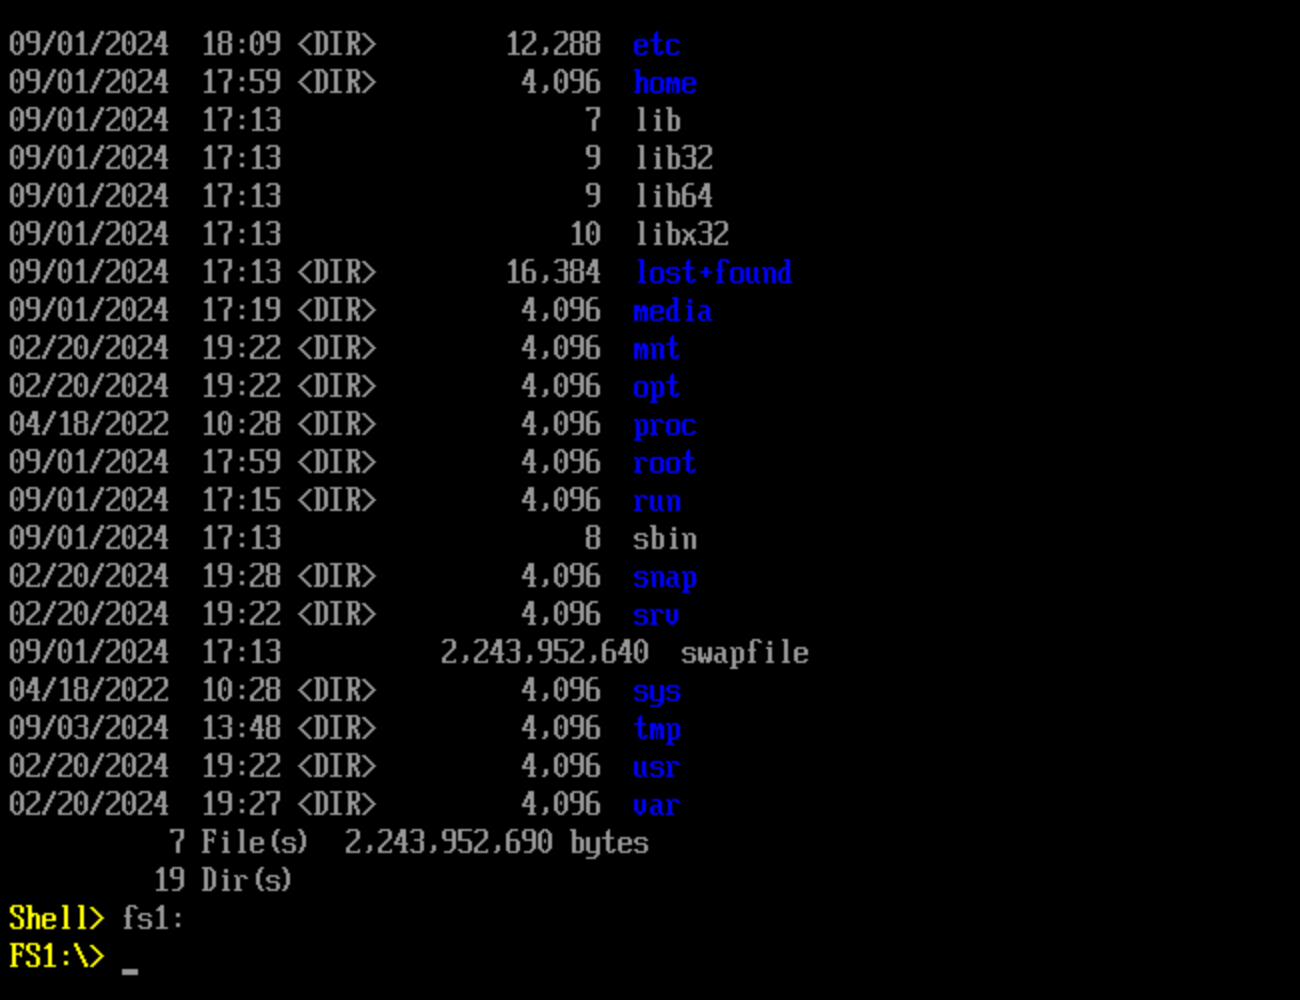 09/01/2024  18:09 <DIR>        12,288  etc
09/01/2024  17:59 <DIR>         4,096  home
09/01/2024  17:13                   7  lib
09/01/2024  17:13                   9  lib32
09/01/2024  17:13                   9  lib64
09/01/2024  17:13                  10  libx32
09/01/2024  17:13 <DIR>        16,384  lost+found
09/01/2024  17:19 <DIR>         4,096  media
02/20/2024  19:22 <DIR>         4,096  mnt
02/20/2024  19:22 <DIR>         4,096  opt
04/18/2022  10:28 <DIR>         4,096  proc
09/01/2024  17:59 <DIR>         4,096  root
09/01/2024  17:15 <DIR>         4,096  run
09/01/2024  17:13                   8  sbin
02/20/2024  19:28 <DIR>         4,096  snap
02/20/2024  19:22 <DIR>         4,096  srv
09/01/2024  17:13          2,243,952,640  swapfile
04/18/2022  10:28 <DIR>         4,096  sys
09/03/2024  13:48 <DIR>         4,096  tmp
02/20/2024  19:22 <DIR>         4,096  usr
02/20/2024  19:27 <DIR>         4,096  var
          7 File(s)  2,243,952,690 bytes
         19 Dir(s)
Shell> fs1:
FS1:\> _